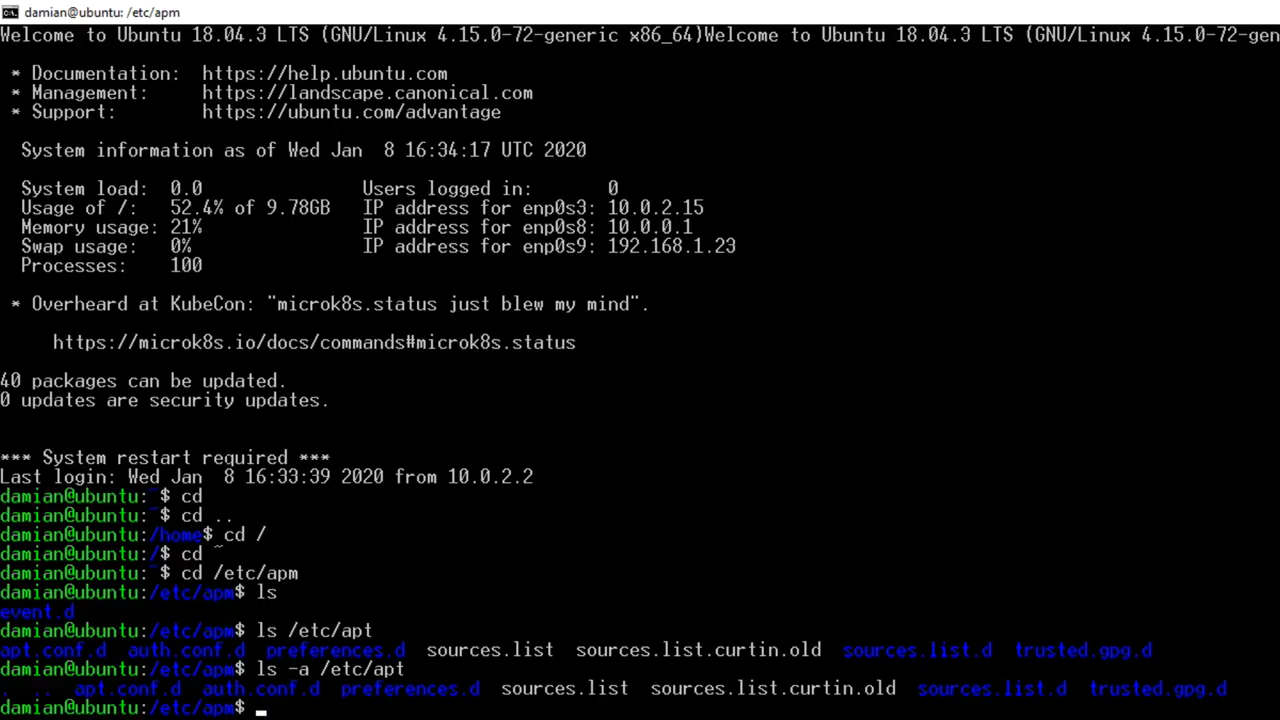 damian@ubuntu: /etc/apm
Welcome to Ubuntu 18.04.3 LTS (GNU/Linux 4.15.0-72-generic x86_64)Welcome to Ubuntu 18.04.3 LTS (GNU/Linux 4.15.0-72-gen
* Documentation:  https://help.ubuntu.com
* Management:     https://landscape.canonical.com
* Support:        https://ubuntu.com/advantage
System information as of Wed Jan  8 16:34:17 UTC 2020
System load:  0.0               Users logged in:       0
Usage of /:   52.4% of 9.78GB   IP address for enp0s3: 10.0.2.15
Memory usage: 21%               IP address for enp0s8: 10.0.0.1
Swap usage:   0%                IP address for enp0s9: 192.168.1.23
Processes:    100
* Overheard at KubeCon: "microk8s.status just blew my mind".
https://microk8s.io/docs/commands#microk8s.status
40 packages can be updated.
0 updates are security updates.
*** System restart required ***
Last login: Wed Jan  8 16:33:39 2020 from 10.0.2.2
damian@ubuntu:~$ cd
damian@ubuntu:~$ cd ..
damian@ubuntu:/home$ cd /
damian@ubuntu:/$ cd ~
damian@ubuntu:~$ cd /etc/apm
damian@ubuntu:/etc/apm$ ls
event.d
damian@ubuntu:/etc/apm$ ls /etc/apt
apt.conf.d  auth.conf.d  preferences.d  sources.list  sources.list.curtin.old  sources.list.d  trusted.gpg.d
damian@ubuntu:/etc/apm$ ls -a /etc/apt
.  ..  apt.conf.d  auth.conf.d  preferences.d  sources.list  sources.list.curtin.old  sources.list.d  trusted.gpg.d
damian@ubuntu:/etc/apm$